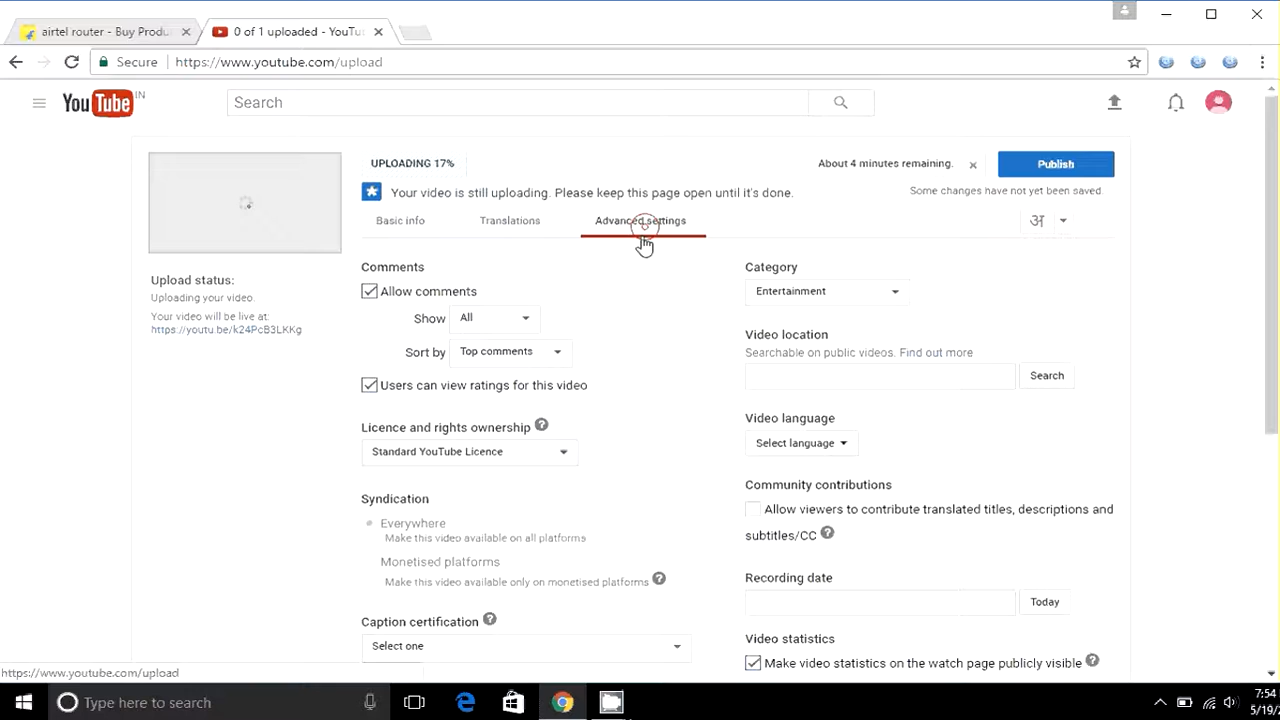 airtel router - Buy Produ
0 of 1 uploaded - YouTu
Secure
https://www.youtube.com/upload
YouTube IN
Search
UPLOADING 17%
About 4 minutes remaining.
Publish
Your video is still uploading. Please keep this page open until it's done.
Some changes have not yet been saved.
Basic info
Translations
Advanced settings
अ
Upload status:
Uploading your video.
Your video will be live at:
https://youtu.be/k24PcB3LKKg
Comments
Allow comments
Show
All
Sort by
Top comments
Users can view ratings for this video
Licence and rights ownership ?
Standard YouTube Licence
Syndication
Everywhere
Make this video available on all platforms
Monetised platforms
Make this video available only on monetised platforms ?
Caption certification ?
Select one
Category
Entertainment
Video location
Searchable on public videos. Find out more
Search
Video language
Select language
Community contributions
Allow viewers to contribute translated titles, descriptions and
subtitles/CC ?
Recording date
Today
Video statistics
Make video statistics on the watch page publicly visible ?
https://www.youtube.com/upload
Type here to search
7:54
5/19/2